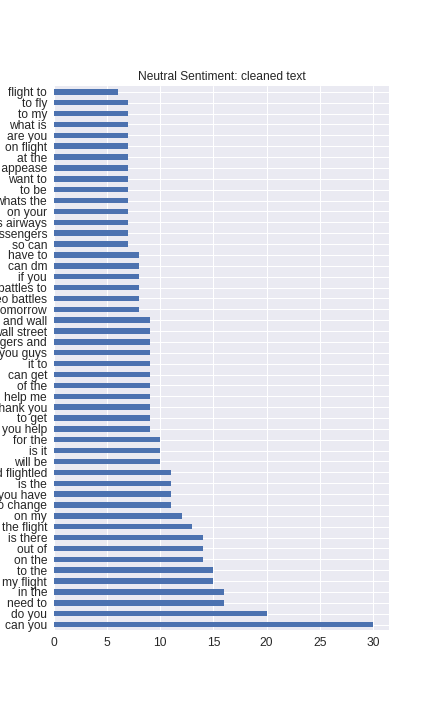 Neutral Sentiment: cleaned text
flight to
to fly
to my
what is
are you
on flight
at the
appease
want to
to be
whats the
on your
s airways
ssengers
so can
have to
can dm
if you
battles to
eo battles
omorrow
and wall
wall street
gers and
you guys
it to
can get
of the
help me
hank you
to get
you help
for the
is it
will be
d flightled
is the
you have
o change
on my
the flight
is there
out of
on the
to the
my flight
in the
need to
do you
can you
0 5 10 15 20 25 30